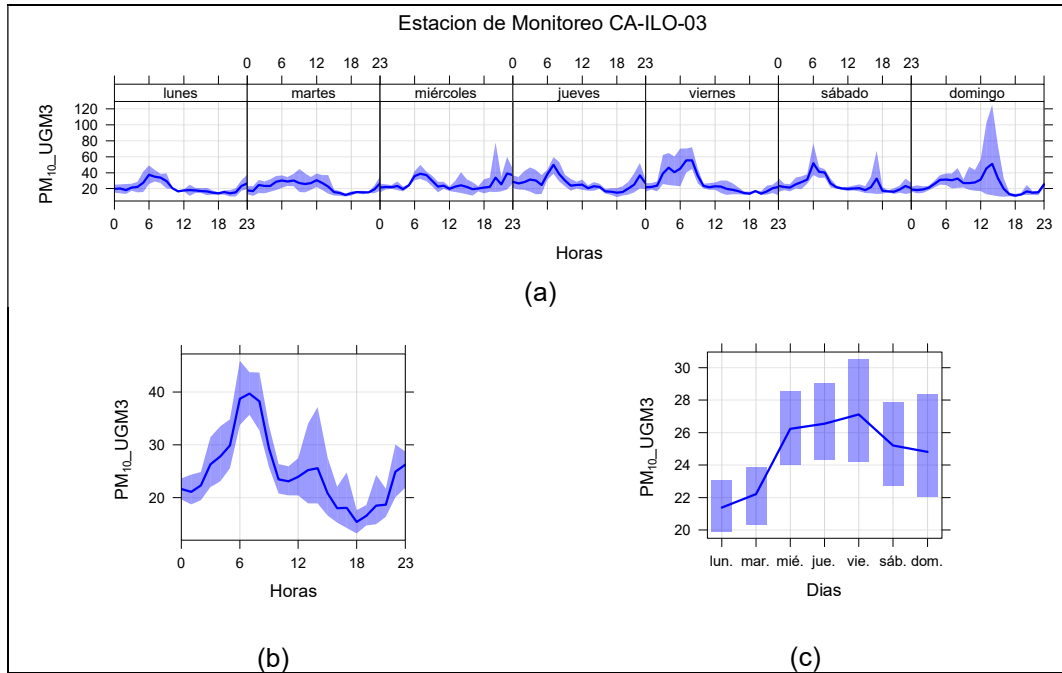 Estacion de Monitoreo CA-ILO-03
0 6 12 18 23 0 6 12 18 23 0 6 12 18 23
lunes martes miércoles jueves viernes sábado domingo
PM10_UGM3
120
100
80
60
40
20
0 6 12 18 23 0 6 12 18 23 0 6 12 18 23 0 6 12 18 23
Horas
(a)
PM10_UGM3
40
30
20
0 6 12 18 23
Horas
(b)
PM10_UGM3
30
28
26
24
22
20
lun. mar. mié. jue. vie. sáb. dom.
Dias
(c)